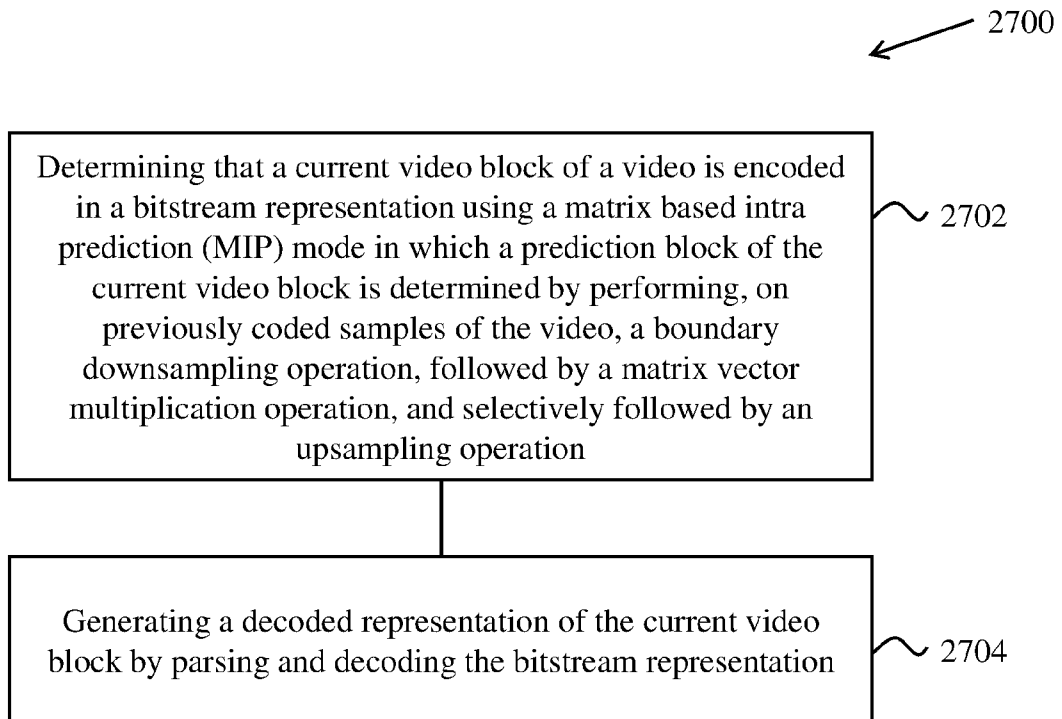 2700
Determining that a current video block of a video is encoded
in a bitstream representation using a matrix based intra
prediction (MIP) mode in which a prediction block of the
current video block is determined by performing, on
previously coded samples of the video, a boundary
downsampling operation, followed by a matrix vector
multiplication operation, and selectively followed by an
upsampling operation
2702
Generating a decoded representation of the current video
block by parsing and decoding the bitstream representation
2704